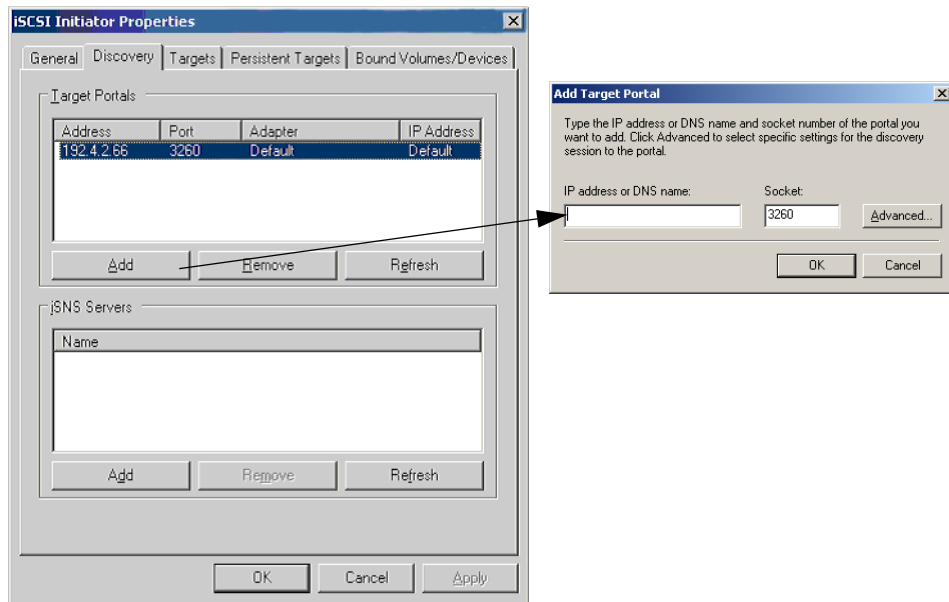 iSCSI Initiator Properties
General Discovery Targets Persistent Targets Bound Volumes/Devices
Target Portals
Address Port Adapter IP Address
192.4.2.66 3260 Default Default
Add Remove Refresh
iSNS Servers
Name
Add Remove Refresh
OK Cancel Apply
Add Target Portal
Type the IP address or DNS name and socket number of the portal you
want to add. Click Advanced to select specific settings for the discovery
session to the portal.
IP address or DNS name: Socket:
3260 Advanced...
OK Cancel